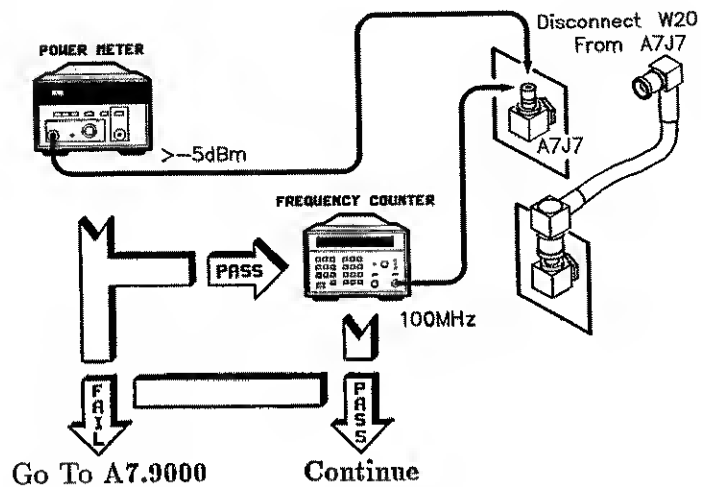 Disconnect W20
From A7J7
POWER METER
A7J7
>-5dBm
FREQUENCY COUNTER
PASS
100MHz
FAIL
PASS
Go To A7.9000
Continue